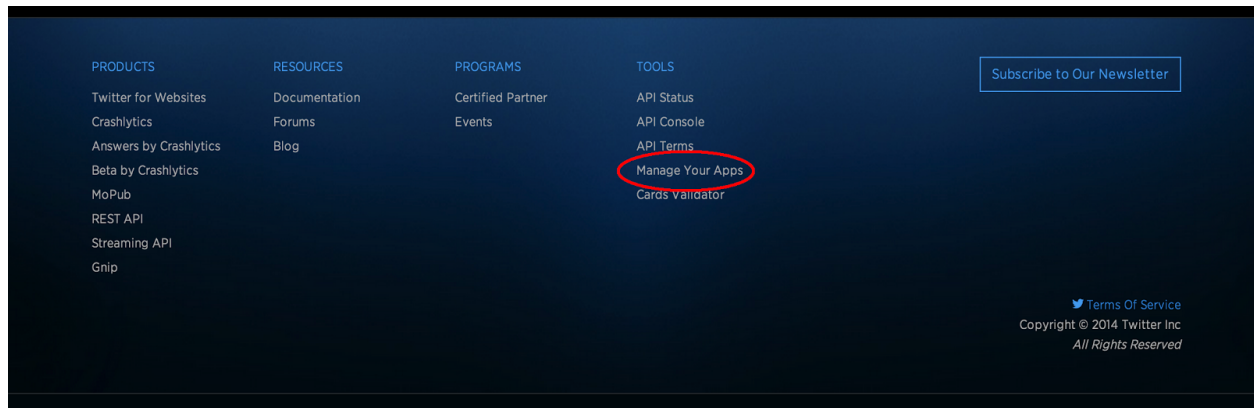 PRODUCTS
Twitter for Websites
Crashlytics
Answers by Crashlytics
Beta by Crashlytics
MoPub
REST API
Streaming API
Gnip
RESOURCES
Documentation
Forums
Blog
PROGRAMS
Certified Partner
Events
TOOLS
API Status
API Console
API Terms
Manage Your Apps
Cards Validator
Subscribe to Our Newsletter
Terms Of Service
Copyright © 2014 Twitter Inc
All Rights Reserved